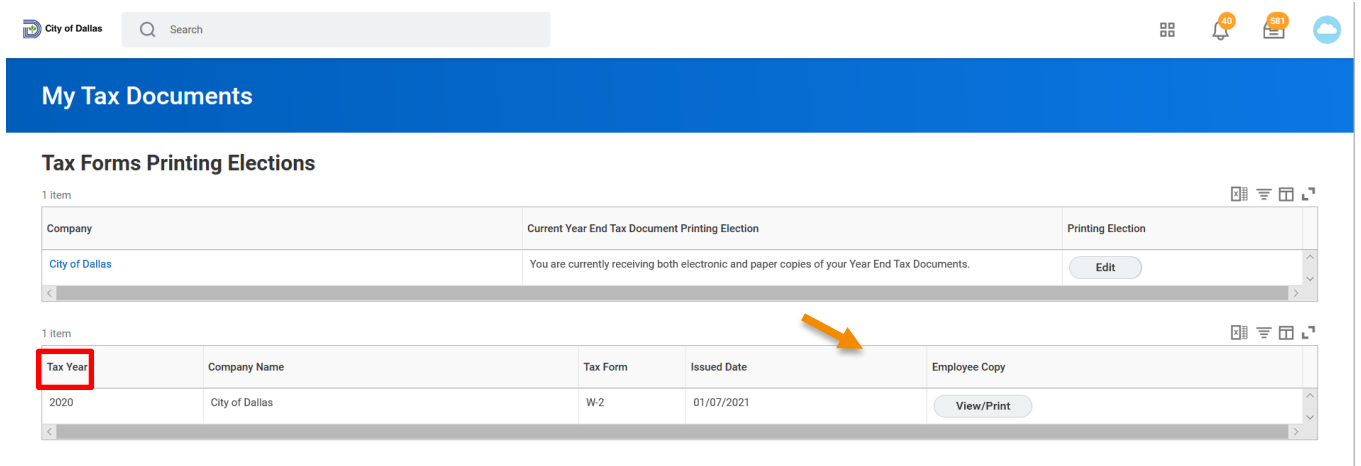 City of Dallas Search 40 581
My Tax Documents
Tax Forms Printing Elections
1 item
Company Current Year End Tax Document Printing Election Printing Election
City of Dallas You are currently receiving both electronic and paper copies of your Year End Tax Documents. Edit
1 item
Tax Year Company Name Tax Form Issued Date Employee Copy
2020 City of Dallas W-2 01/07/2021 View/Print